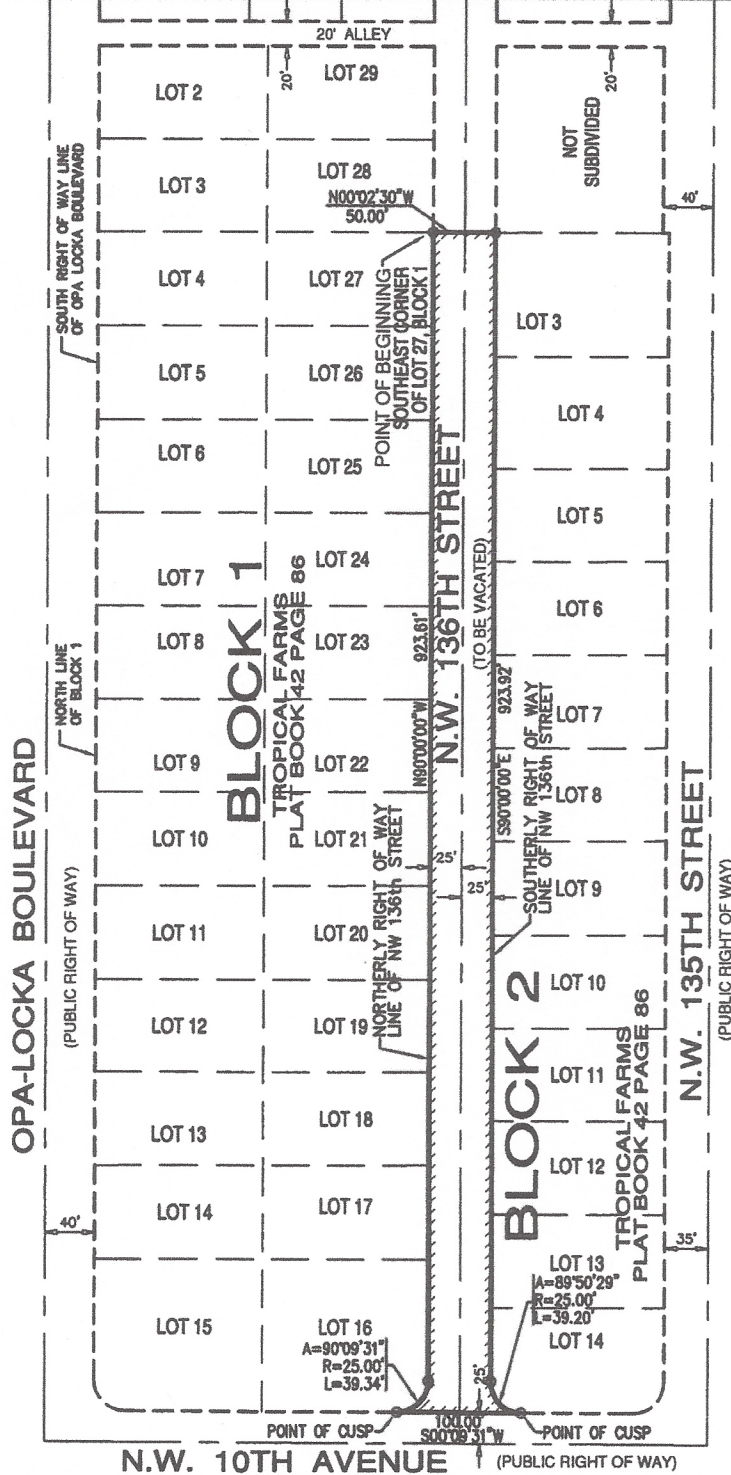 20' ALLEY
LOT 2
20'
LOT 29
NOT
SUBDIVIDED
20'
SOUTH RIGHT OF WAY LINE
OF OPA LOCKA BOULEVARD
LOT 3
LOT 28
N00°02'30"W
50.00'
40'
LOT 4
LOT 27
POINT OF BEGINNING
SOUTHEAST CORNER
OF LOT 27, BLOCK 1
LOT 3
LOT 5
LOT 26
LOT 4
LOT 6
LOT 25
LOT 5
N.W. 136TH STREET
(TO BE VACATED)
LOT 7
LOT 24
LOT 6
BLOCK 1
TROPICAL FARMS
PLAT BOOK 42 PAGE 86
LOT 8
LOT 23
923.61'
N90°00'00"W
923.92'
S90°00'00"E
LOT 7
NORTH LINE
OF BLOCK 1
LOT 9
LOT 22
LOT 8
SOUTHERLY RIGHT OF WAY
LINE OF NW 136th STREET
OPA-LOCKA BOULEVARD
(PUBLIC RIGHT OF WAY)
LOT 10
LOT 21
25'
25'
LOT 9
N.W. 135TH STREET
(PUBLIC RIGHT OF WAY)
NORTHERLY RIGHT OF WAY
LINE OF NW 136th STREET
LOT 11
LOT 20
LOT 10
LOT 12
LOT 19
BLOCK 2
LOT 11
TROPICAL FARMS
PLAT BOOK 42 PAGE 86
LOT 13
LOT 18
LOT 12
LOT 14
LOT 17
40'
35'
LOT 13
A=89°50'29"
R=25.00'
L=39.20'
LOT 15
LOT 16
A=90°09'31"
R=25.00'
L=39.34'
LOT 14
25'
POINT OF CUSP
100.00'
S00°09'31"W
POINT OF CUSP
N.W. 10TH AVENUE
(PUBLIC RIGHT OF WAY)